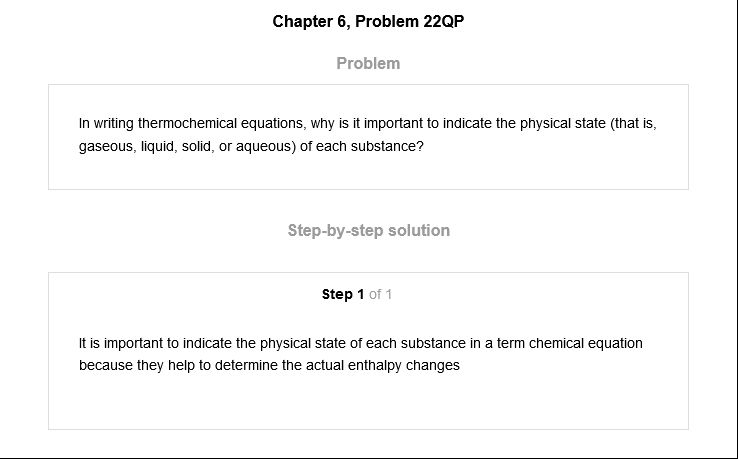 Chapter 6, Problem 22QP
Problem
In writing thermochemical equations, why is it important to indicate the physical state (that is,
gaseous, liquid, solid, or aqueous) of each substance?
Step-by-step solution
Step 1 of 1
It is important to indicate the physical state of each substance in a term chemical equation
because they help to determine the actual enthalpy changes